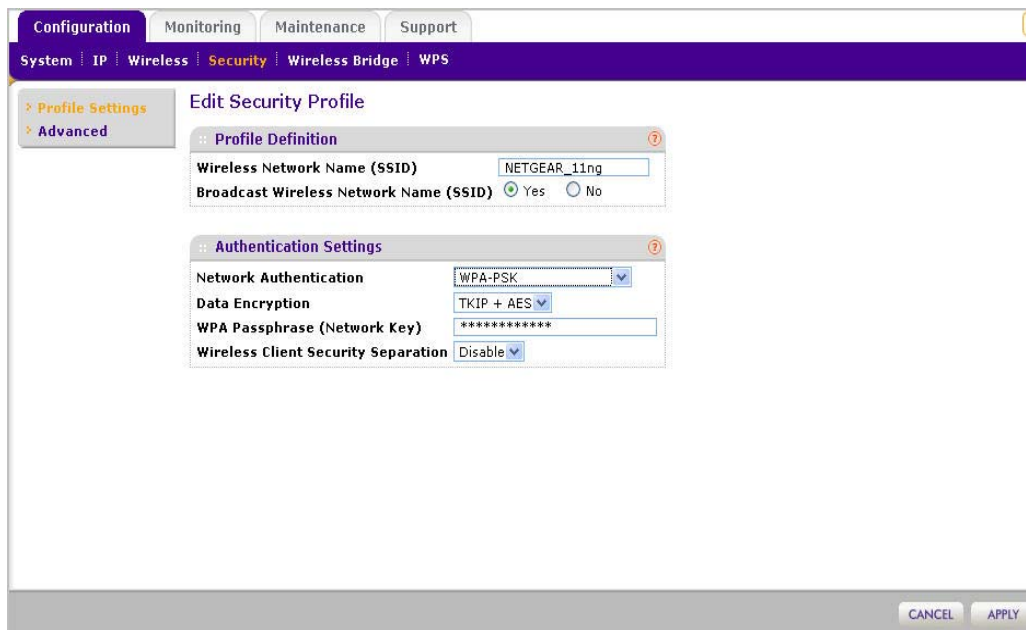 Configuration Monitoring Maintenance Support
System IP Wireless Security Wireless Bridge WPS
Profile Settings
Advanced
Edit Security Profile
Profile Definition ?
Wireless Network Name (SSID) NETGEAR_11ng
Broadcast Wireless Network Name (SSID) Yes No
Authentication Settings ?
Network Authentication WPA-PSK
Data Encryption TKIP + AES
WPA Passphrase (Network Key) ************
Wireless Client Security Separation Disable
CANCEL APPLY